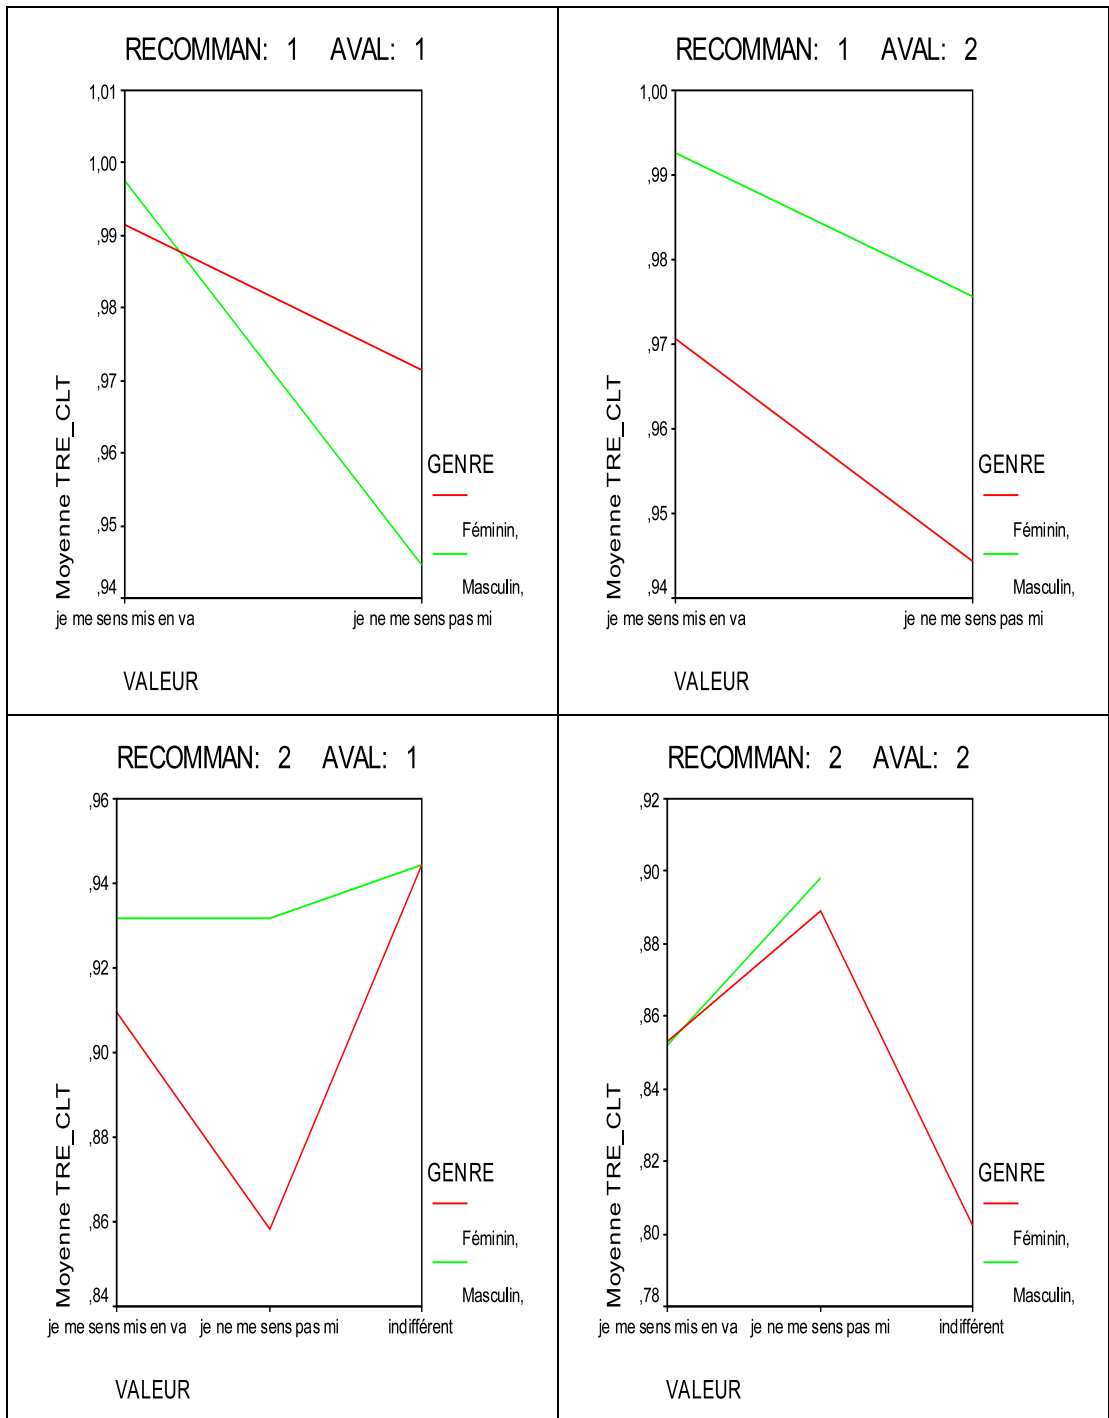 RECOMMAN: 1 AVAL: 1
1,01
1,00
,99
,98
,97
,96
,95
,94
Moyenne TRE_CLT
je me sens mis en va je ne me sens pas mi
VALEUR
GENRE
Féminin,
Masculin,
RECOMMAN: 1 AVAL: 2
1,00
,99
,98
,97
,96
,95
,94
Moyenne TRE_CLT
je me sens mis en va je ne me sens pas mi
VALEUR
GENRE
Féminin,
Masculin,
RECOMMAN: 2 AVAL: 1
,96
,94
,92
,90
,88
,86
,84
Moyenne TRE_CLT
je me sens mis en va je ne me sens pas mi indifférent
VALEUR
GENRE
Féminin,
Masculin,
RECOMMAN: 2 AVAL: 2
,92
,90
,88
,86
,84
,82
,80
,78
Moyenne TRE_CLT
je me sens mis en va je ne me sens pas mi indifférent
VALEUR
GENRE
Féminin,
Masculin,